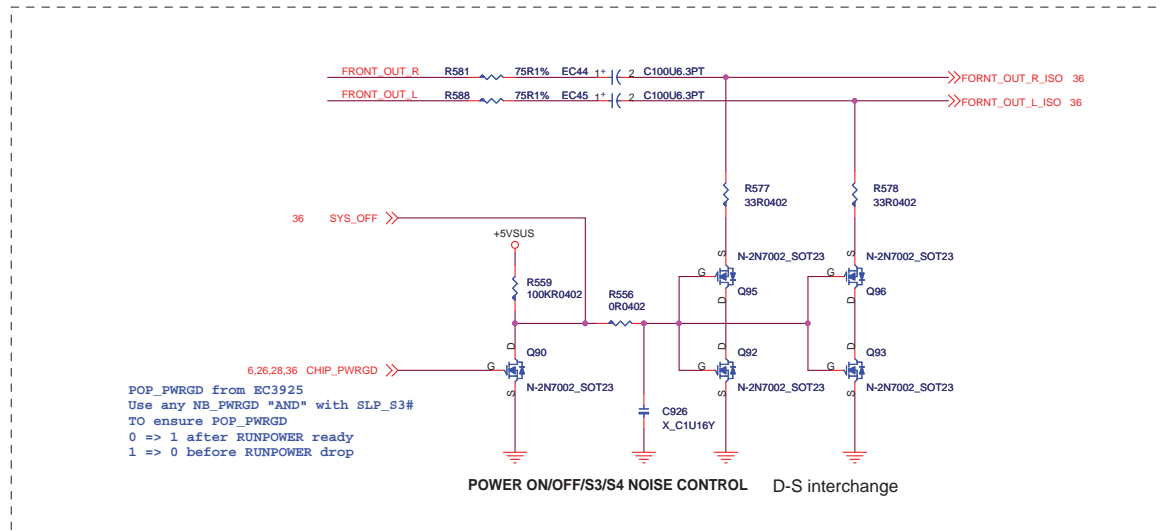 FRONT_OUT_R R581 75R1% EC44 1 + 2 C100U6.3PT FORNT_OUT_R_ISO 36
FRONT_OUT_L R588 75R1% EC45 1 + 2 C100U6.3PT FORNT_OUT_L_ISO 36
R577
33R0402
R578
33R0402
36 SYS_OFF
+5VSUS
R559
100KR0402
R556
0R0402
S
N-2N7002_SOT23
G
Q95
D
S
N-2N7002_SOT23
G
Q96
D
D
Q90
G
N-2N7002_SOT23
S
D
Q92
G
N-2N7002_SOT23
S
D
Q93
G
N-2N7002_SOT23
S
6,26,28,36 CHIP_PWRGD
C926
X_C1U16Y
POP_PWRGD from EC3925
Use any NB_PWRGD "AND" with SLP_S3#
TO ensure POP_PWRGD
0 => 1 after RUNPOWER ready
1 => 0 before RUNPOWER drop
POWER ON/OFF/S3/S4 NOISE CONTROL D-S interchange